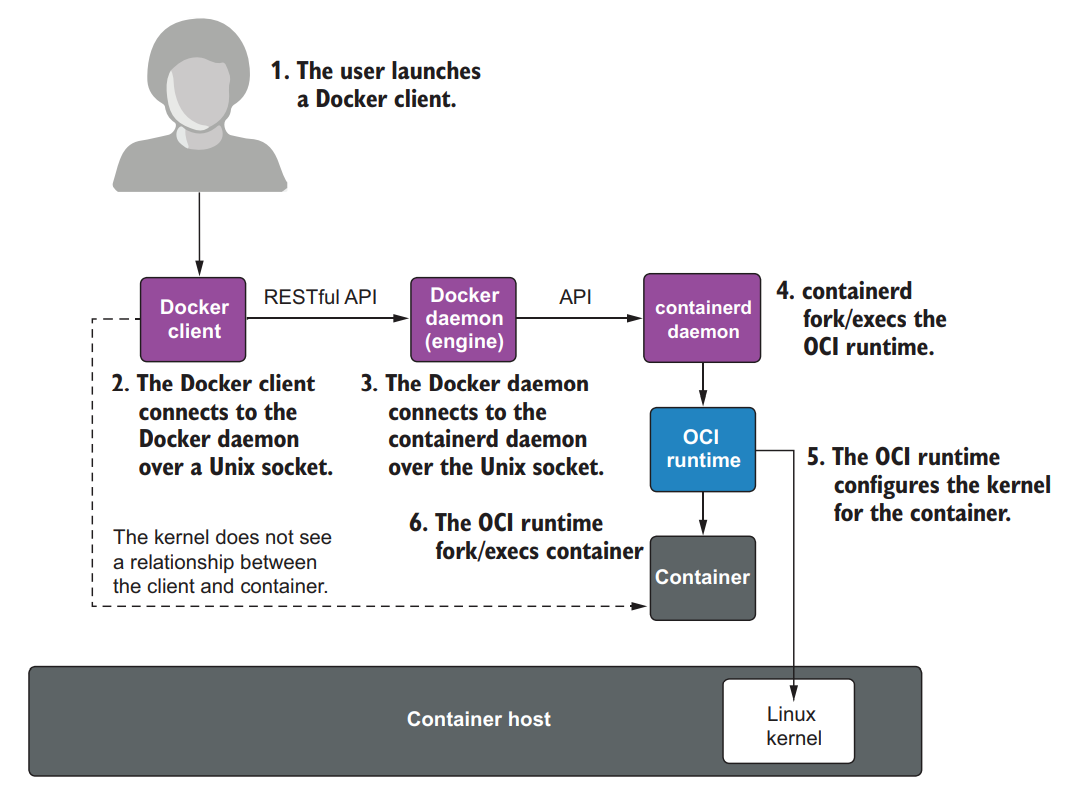 1. The user launches
a Docker client.
Docker
client
RESTful API
Docker
daemon
(engine)
API
containerd
daemon
4. containerd
fork/execs the
OCI runtime.
2. The Docker client
connects to the
Docker daemon
over a Unix socket.
3. The Docker daemon
connects to the
containerd daemon
over the Unix socket.
OCI
runtime
5. The OCI runtime
configures the kernel
for the container.
6. The OCI runtime
fork/execs container
The kernel does not see
a relationship between
the client and container.
Container
Container host
Linux
kernel